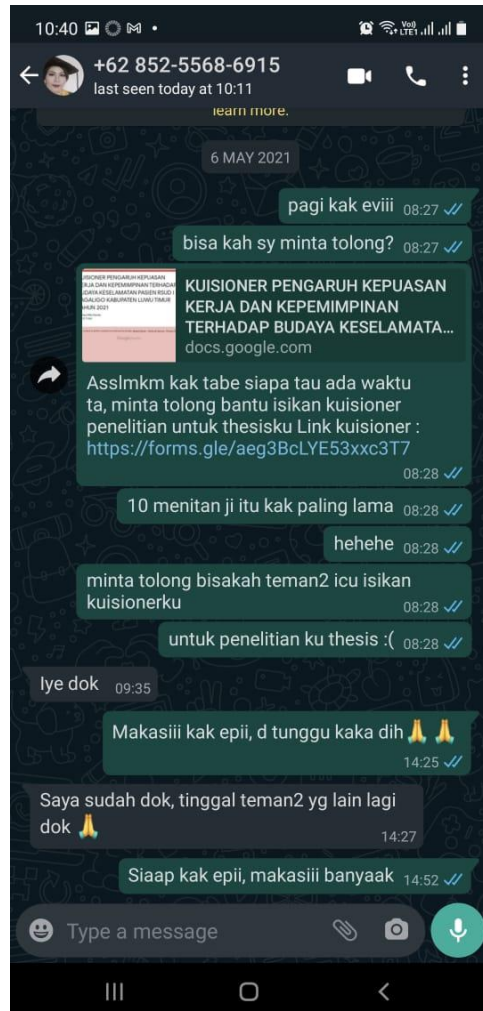 10:40
Vo))
LTE1
+62 852-5568-6915
last seen today at 10:11
learn more.
6 MAY 2021
pagi kak eviii 08:27
bisa kah sy minta tolong? 08:27
KUISIONER PENGARUH KEPUASAN
KERJA DAN KEPEMIMPINAN
TERHADAP BUDAYA KESELAMATA...
docs.google.com
Asslmkm kak tabe siapa tau ada waktu
ta, minta tolong bantu isikan kuisioner
penelitian untuk thesisku Link kuisioner :
https://forms.gle/aeg3BcLYE53xxc3T7
08:28
10 menitan ji itu kak paling lama 08:28
hehehe 08:28
minta tolong bisakah teman2 icu isikan
kuisionerku 08:28
untuk penelitian ku thesis :( 08:28
Iye dok 09:35
Makasiii kak epii, d tunggu kaka dih 🙏 🙏
14:25
Saya sudah dok, tinggal teman2 yg lain lagi
dok 🙏 14:27
Siaap kak epii, makasiii banyaak 14:52
Type a message